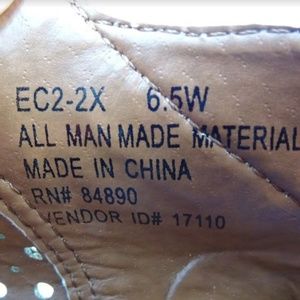 EC2-2X 6.5W
ALL MAN MADE MATERIAL
MADE IN CHINA
RN# 84890
VENDOR ID# 17110